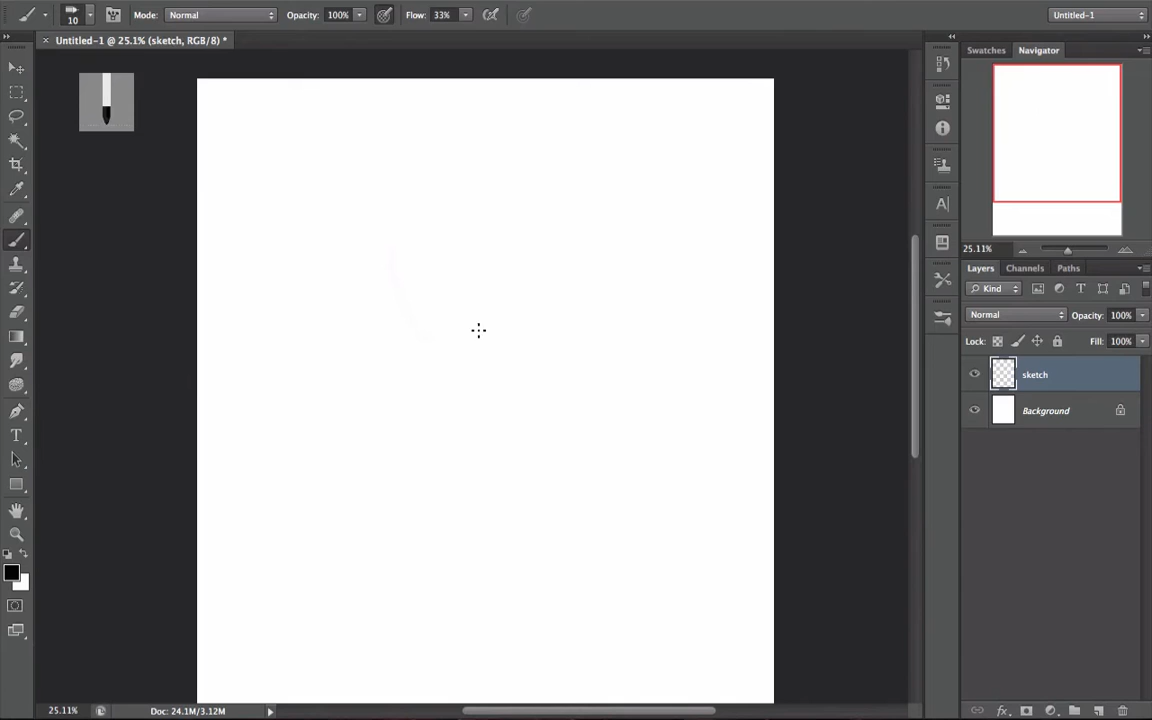 10 Mode: Normal Opacity: 100% Flow: 33% Untitled-1
× Untitled-1 @ 25.1% (sketch, RGB/8) *
Swatches Navigator
25.11%
Layers Channels Paths
Kind T
Normal Opacity: 100%
Lock: Fill: 100%
sketch
Background
A
T
fx
25.11% Doc: 24.1M/3.12M